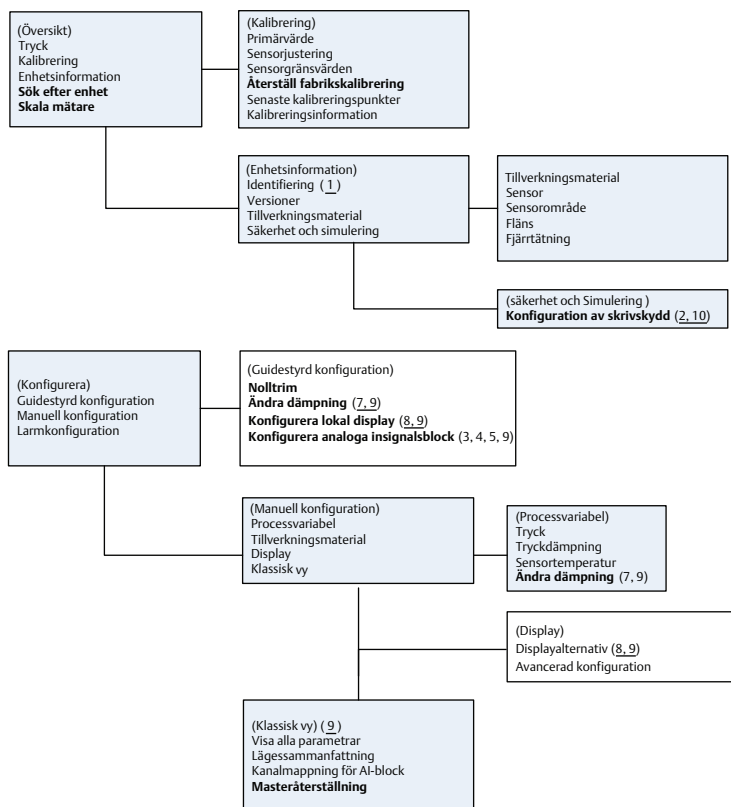 (Översikt)
Tryck
Kalibrering
Enhetsinformation
Sök efter enhet
Skala mätare
(Kalibrering)
Primärvärde
Sensorjustering
Sensorgränsvärden
Återställ fabrikskalibrering
Senaste kalibreringspunkter
Kalibreringsinformation
(Enhetsinformation)
Identifiering (1)
Versioner
Tillverkningsmaterial
Säkerhet och simulering
Tillverkningsmaterial
Sensor
Sensorområde
Fläns
Fjärrtätning
(säkerhet och Simulering )
Konfiguration av skrivskydd (2, 10)
(Konfigurera)
Guidestyrd konfiguration
Manuell konfiguration
Larmkonfiguration
(Guidestyrd konfiguration)
Nolltrim
Ändra dämpning (7, 9)
Konfigurera lokal display (8, 9)
Konfigurera analoga insignalsblock (3, 4, 5, 9)
(Manuell konfiguration)
Processvariabel
Tillverkningsmaterial
Display
Klassisk vy
(Processvariabel)
Tryck
Tryckdämpning
Sensortemperatur
Ändra dämpning (7, 9)
(Display)
Displayalternativ (8, 9)
Avancerad konfiguration
(Klassisk vy) (9)
Visa alla parametrar
Lägessammanfattning
Kanalmappning för AI-block
Masteråterställning